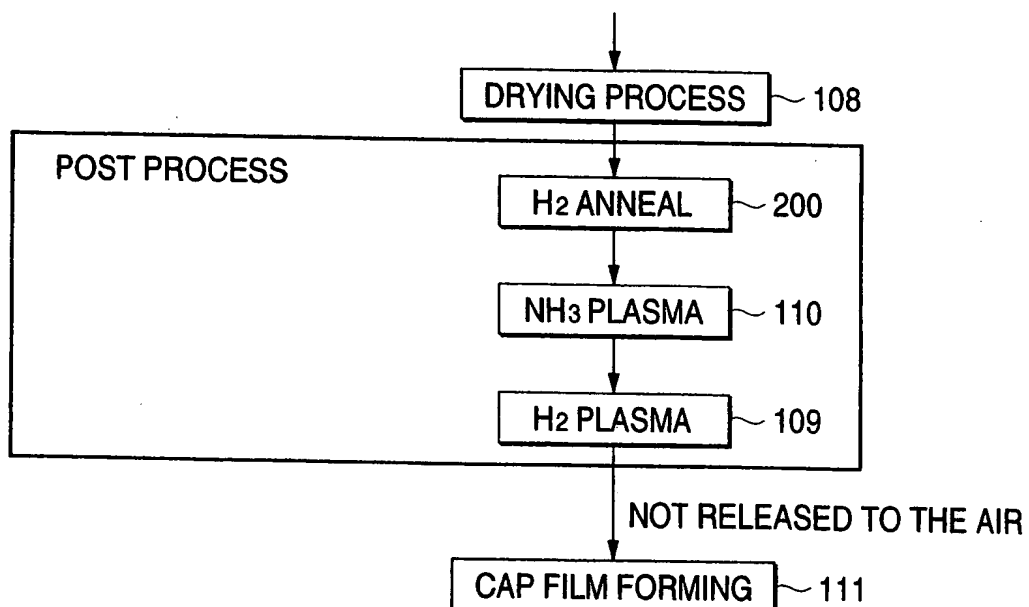 DRYING PROCESS 108
POST PROCESS
H2 ANNEAL 200
NH3 PLASMA 110
H2 PLASMA 109
NOT RELEASED TO THE AIR
CAP FILM FORMING 111